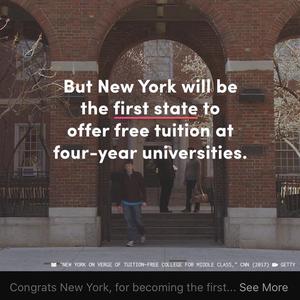 But New York will be
the first state to
offer free tuition at
four-year universities.
"NEW YORK ON VERGE OF TUITION-FREE COLLEGE FOR MIDDLE CLASS," CNN (2017) GETTY
Congrats New York, for becoming the first... See More